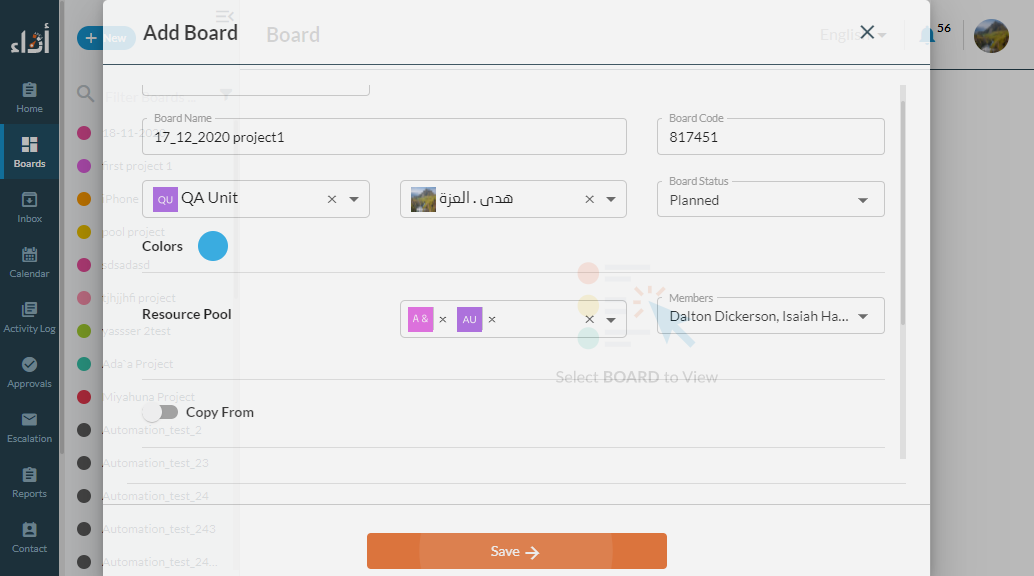 أداء
Home
Boards
Inbox
Calendar
Activity Log
Approvals
Escalation
Reports
Contact
+ New
Board
English
56
Filter Boards...
18-11-2020
first project 1
iPhone
pool project
sdsadasd
tjhjjhfi project
yassser 2test
Ada'a Project
Miyahuna Project
Automation_test_2
Automation_test_23
Automation_test_24
Automation_test_243
Automation_test_24...
Add Board
Board Name
17_12_2020 project1
Board Code
817451
QU QA Unit
هدى . العزة
Board Status
Planned
Colors
Resource Pool
A &
AU
Members
Dalton Dickerson, Isaiah Ha...
Select BOARD to View
Copy From
Save